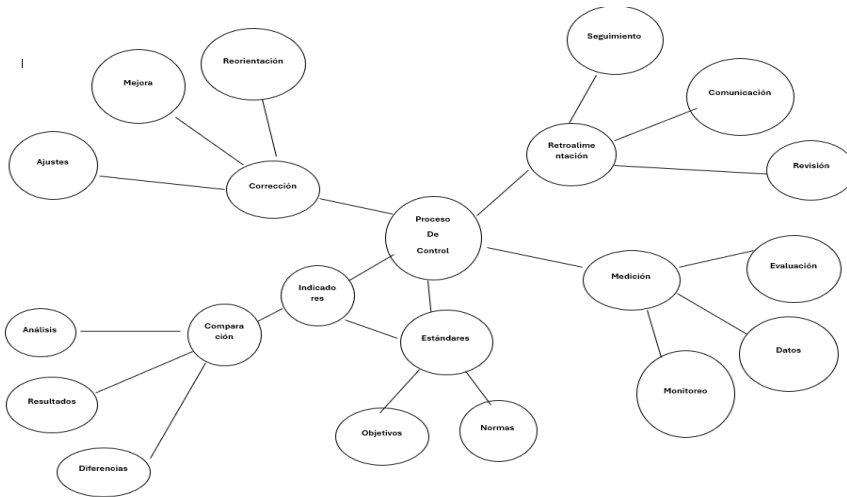 Seguimiento
Reorientación
Mejora
Comunicación
Retroalime
ntación
Ajustes
Revisión
Corrección
Proceso
De
Control
Medición
Evaluación
Indicado
res
Análisis
Compara
ción
Estándares
Datos
Resultados
Monitoreo
Objetivos
Normas
Diferencias